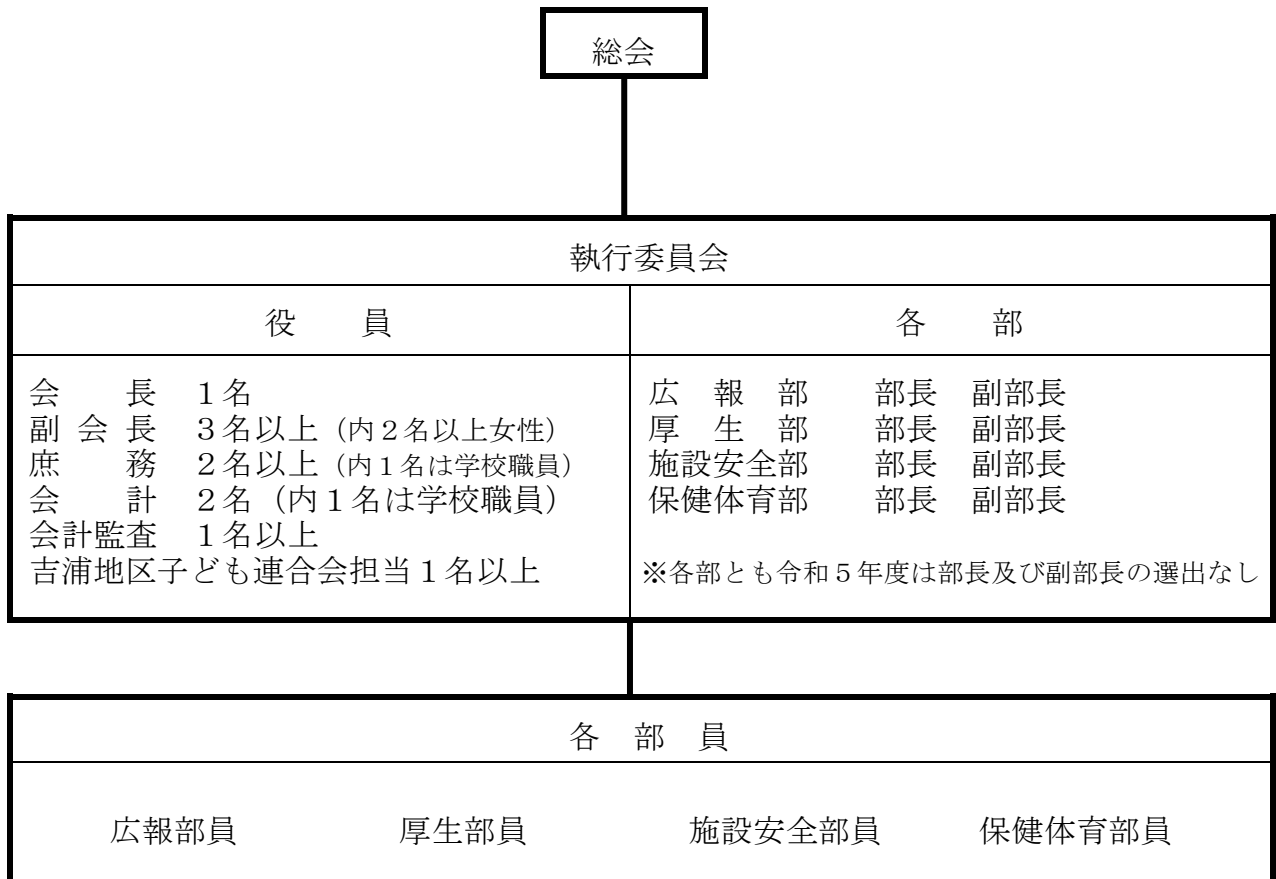 総会
執行委員会
役　　員
会　　長　１名
副 会 長　３名以上（内２名以上女性）
庶　　務　２名以上（内１名は学校職員）
会　　計　２名（内１名は学校職員）
会計監査　１名以上
吉浦地区子ども連合会担当１名以上
各　　部
広　報　部　　部長　副部長
厚　生　部　　部長　副部長
施設安全部　　部長　副部長
保健体育部　　部長　副部長
※各部とも令和５年度は部長及び副部長の選出なし
各　部　員
広報部員　　　厚生部員　　　施設安全部員　　　保健体育部員